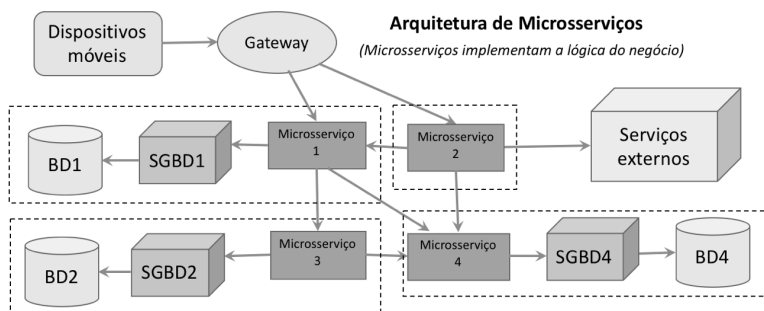 Arquitetura de Microsserviços
(Microsserviços implementam a lógica do negócio)
Dispositivos
móveis
Gateway
BD1
SGBD1
Microsserviço
1
Microsserviço
2
Serviços
externos
BD2
SGBD2
Microsserviço
3
Microsserviço
4
SGBD4
BD4